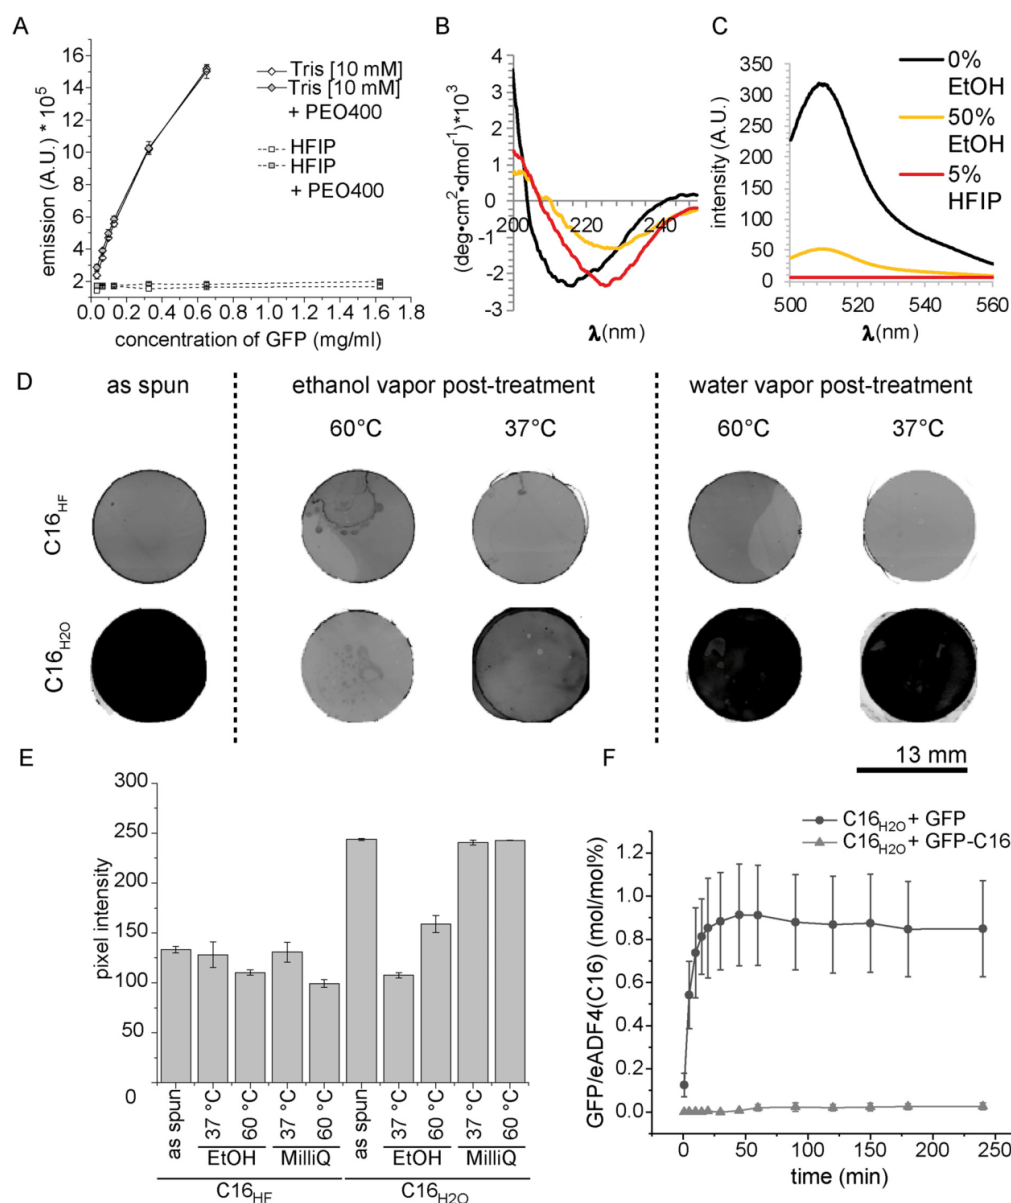 A
emission (A.U.) * 10⁵
16
14
12
10
8
6
4
2
0.0 0.2 0.4 0.6 0.8 1.0 1.2 1.4 1.6 1.8
concentration of GFP (mg/ml)
Tris [10 mM]
Tris [10 mM]
+ PEO400
HFIP
HFIP
+ PEO400
B
(deg•cm²•dmol⁻¹)*10³
4
3
2
1
0
-1
-2
-3
200 220 240
λ(nm)
C
intensity (A.U.)
350
300
250
200
150
100
50
0
500 520 540 560
λ(nm)
0%
EtOH
50%
EtOH
5%
HFIP
D
as spun
ethanol vapor post-treatment
water vapor post-treatment
60°C 37°C 60°C 37°C
C16HF
C16H2O
13 mm
E
pixel intensity
300
250
200
150
100
50
0
as spun 37 °C 60 °C 37 °C 60 °C as spun 37 °C 60 °C 37 °C 60 °C
EtOH MilliQ EtOH MilliQ
C16HF C16H2O
F
C16H2O + GFP
C16H2O + GFP-C16
GFP/eADF4(C16) (mol/mol%)
1.2
1.0
0.8
0.6
0.4
0.2
0.0
0 50 100 150 200 250
time (min)